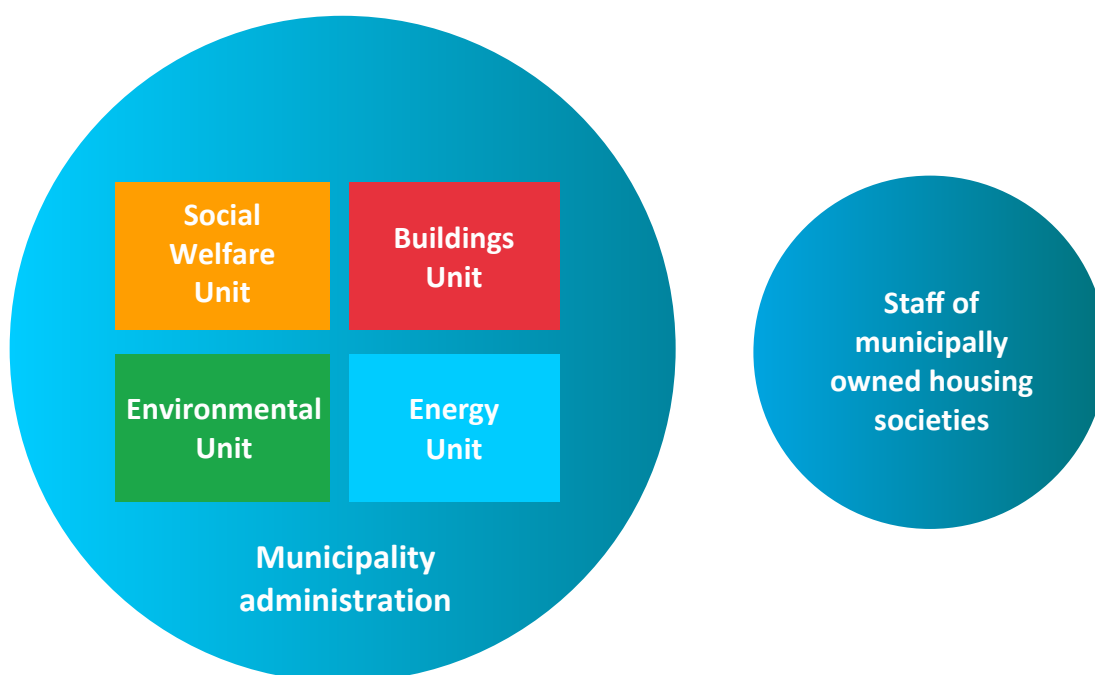 Social
Welfare
Unit
Buildings
Unit
Environmental
Unit
Energy
Unit
Municipality
administration
Staff of
municipally
owned housing
societies